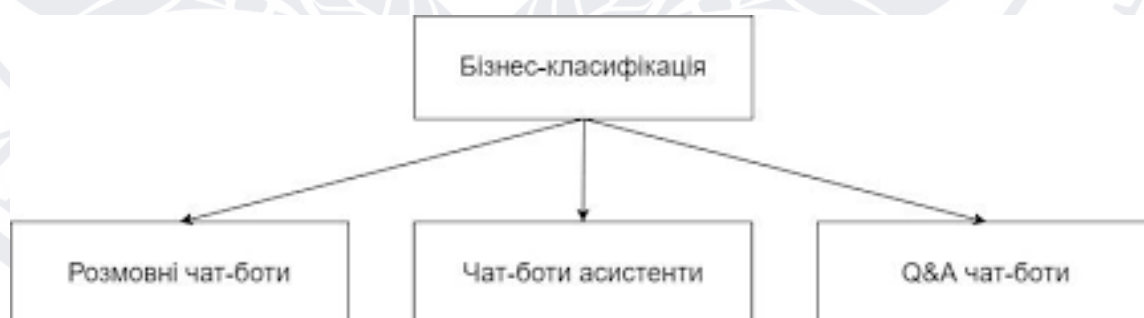 Бізнес-класифікація
Розмовні чат-боти
Чат-боти асистенти
Q&A чат-боти